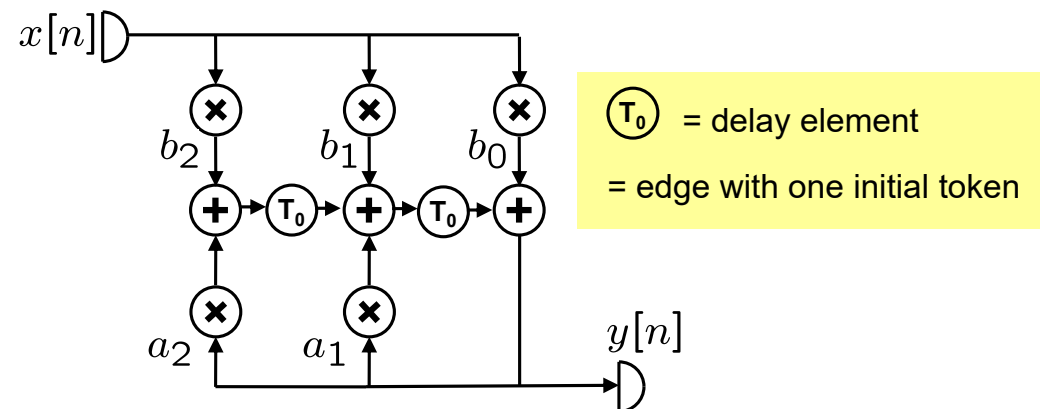 x[n]
b2 b1 b0
T0 = delay element
= edge with one initial token
+ T0 + T0 +
a2 a1
y[n]